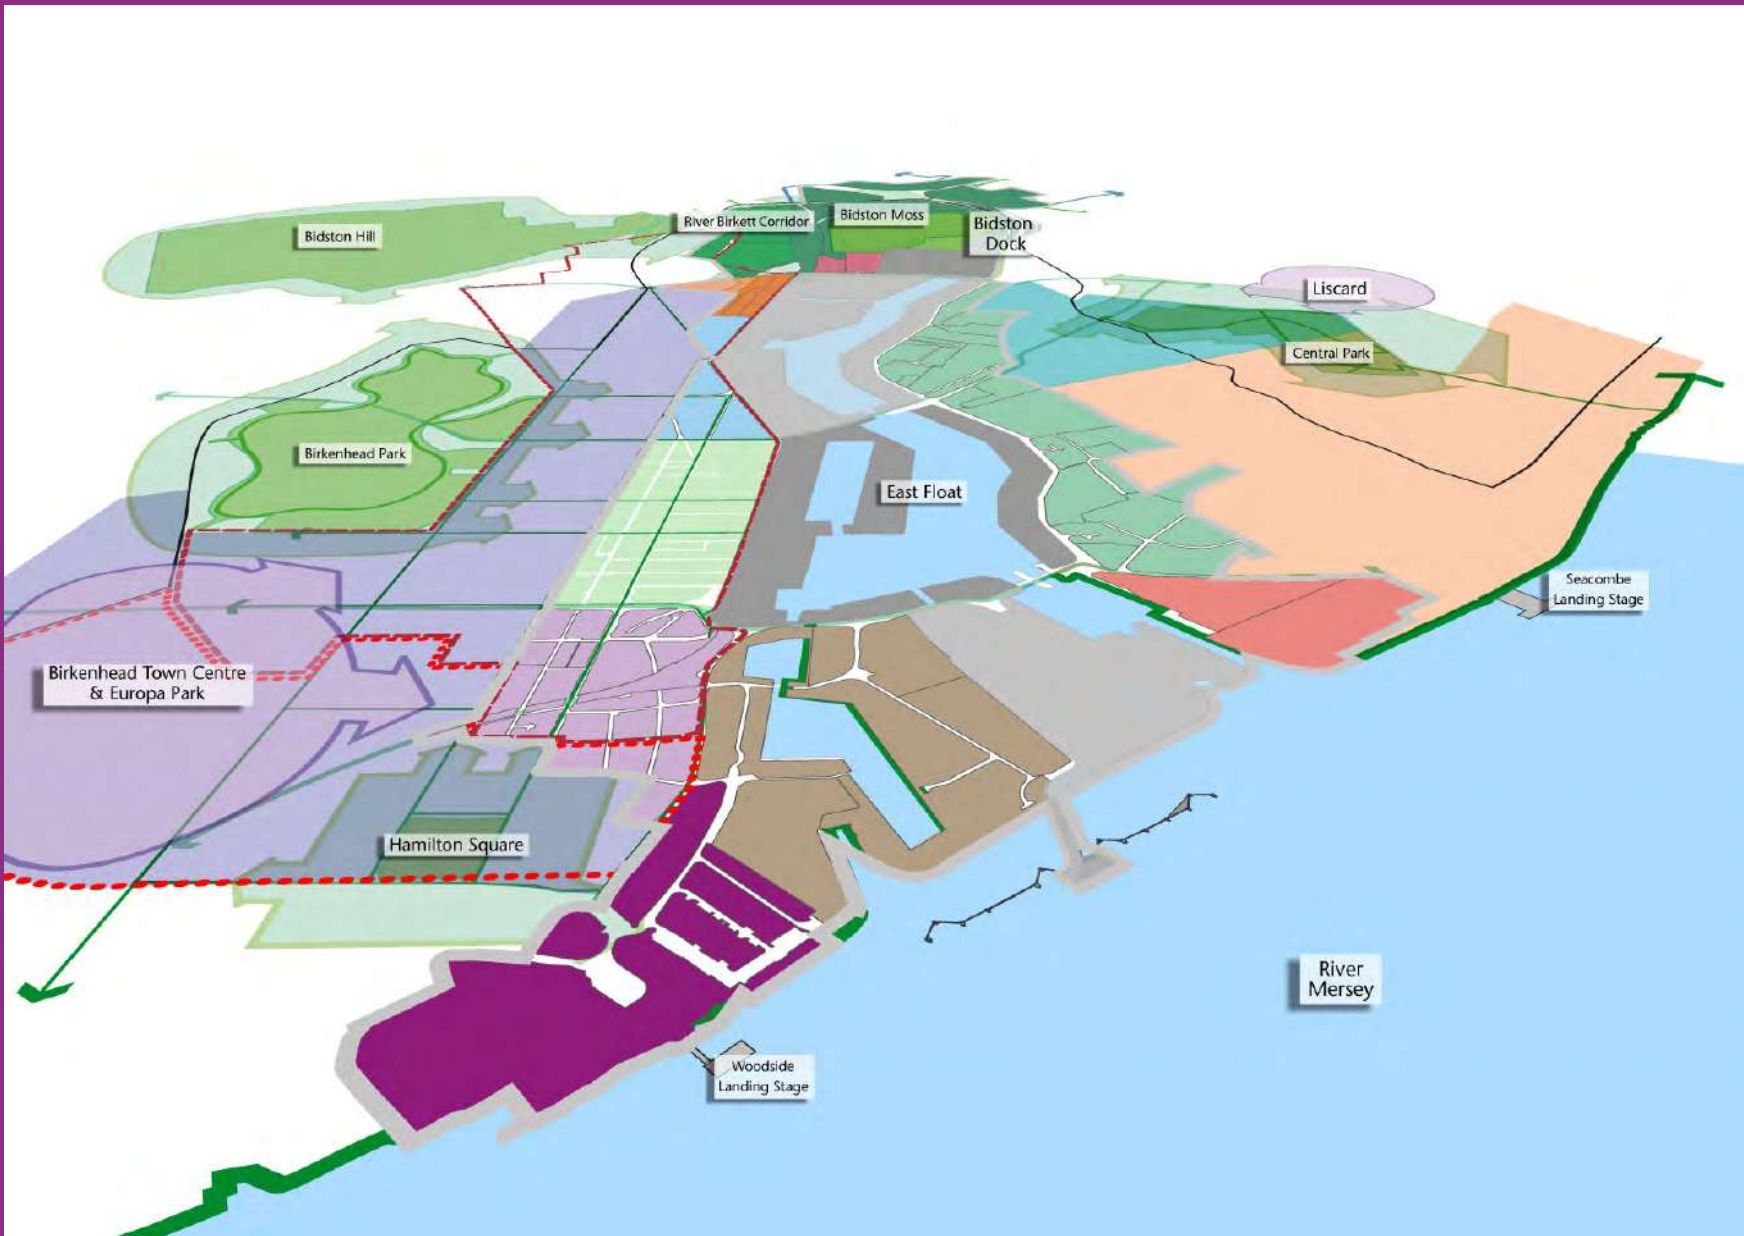 Bidston Hill
River Birkett Corridor
Bidston Moss
Bidston
Dock
Liscard
Central Park
Birkenhead Park
East Float
Seacombe
Landing Stage
Birkenhead Town Centre
& Europa Park
Hamilton Square
River
Mersey
Woodside
Landing Stage